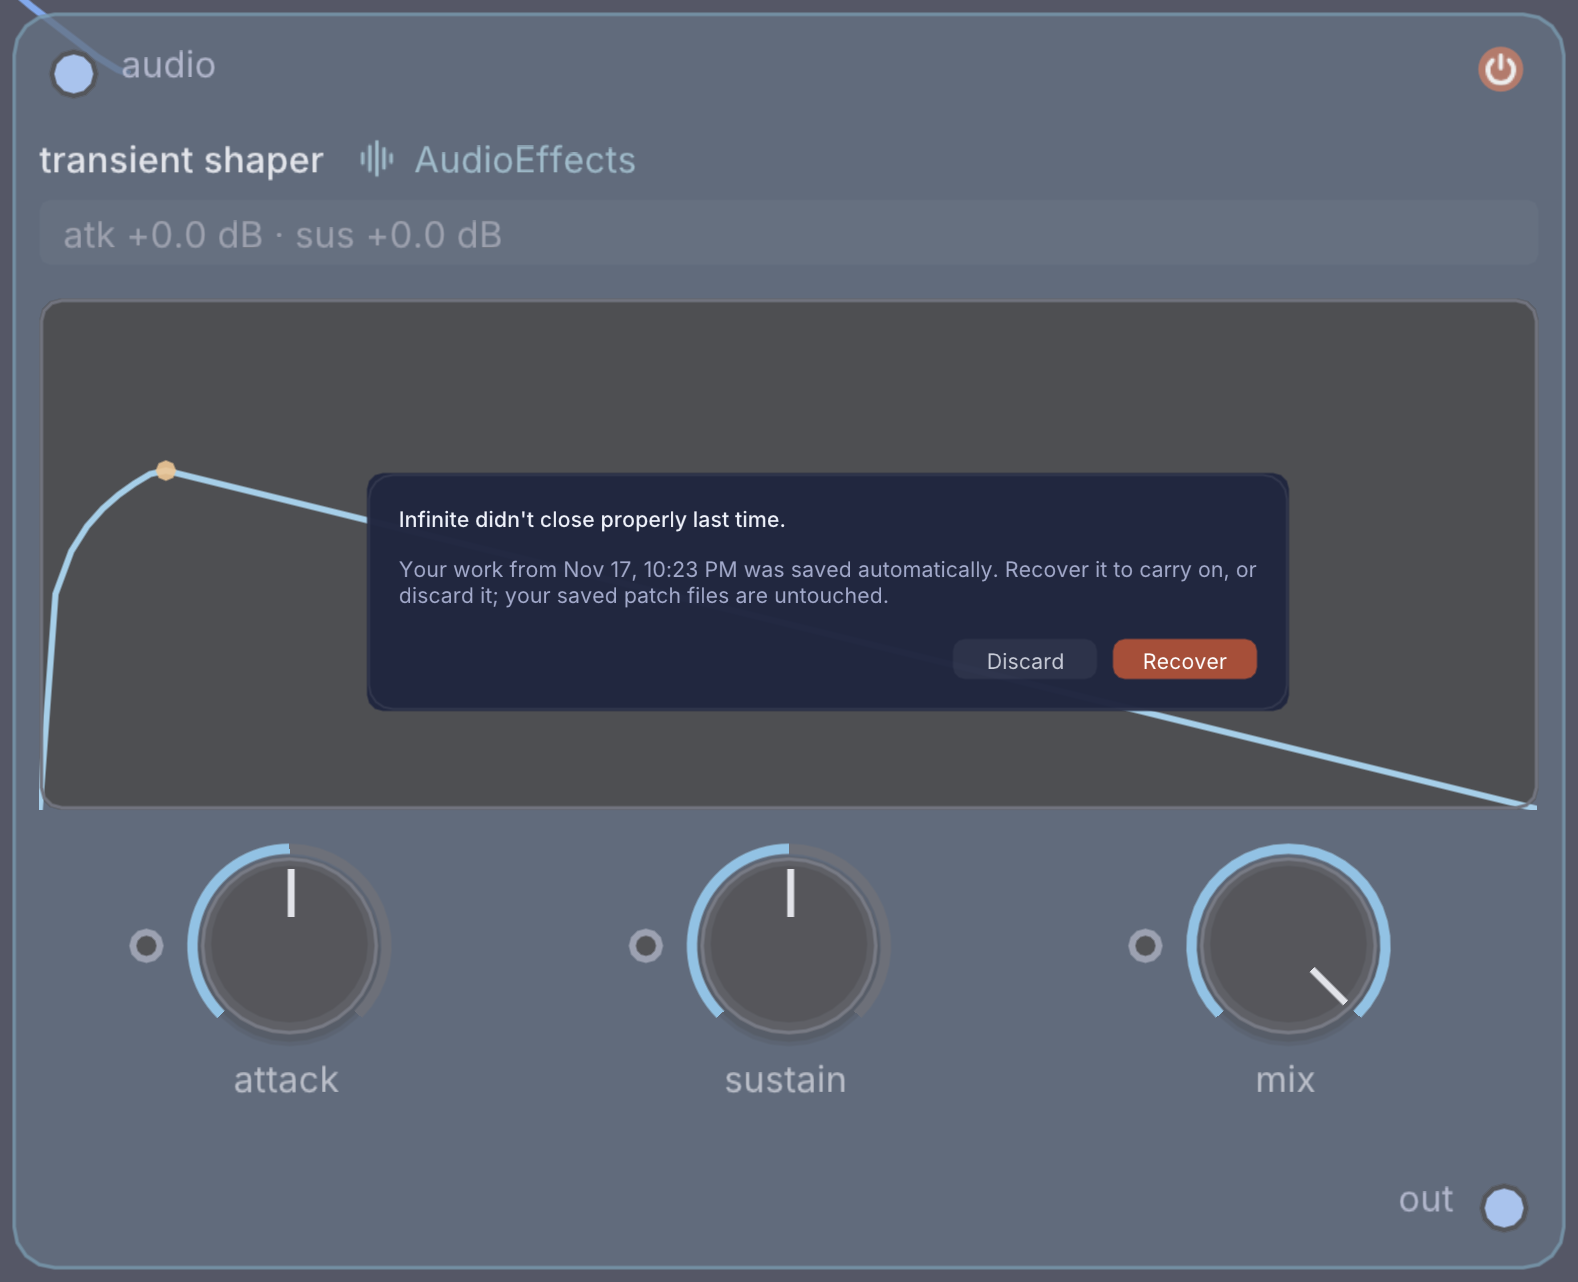 audio
transient shaper AudioEffects
atk +0.0 dB · sus +0.0 dB
Infinite didn't close properly last time.
Your work from Nov 17, 10:23 PM was saved automatically. Recover it to carry on, or
discard it; your saved patch files are untouched.
Discard Recover
attack sustain mix
out